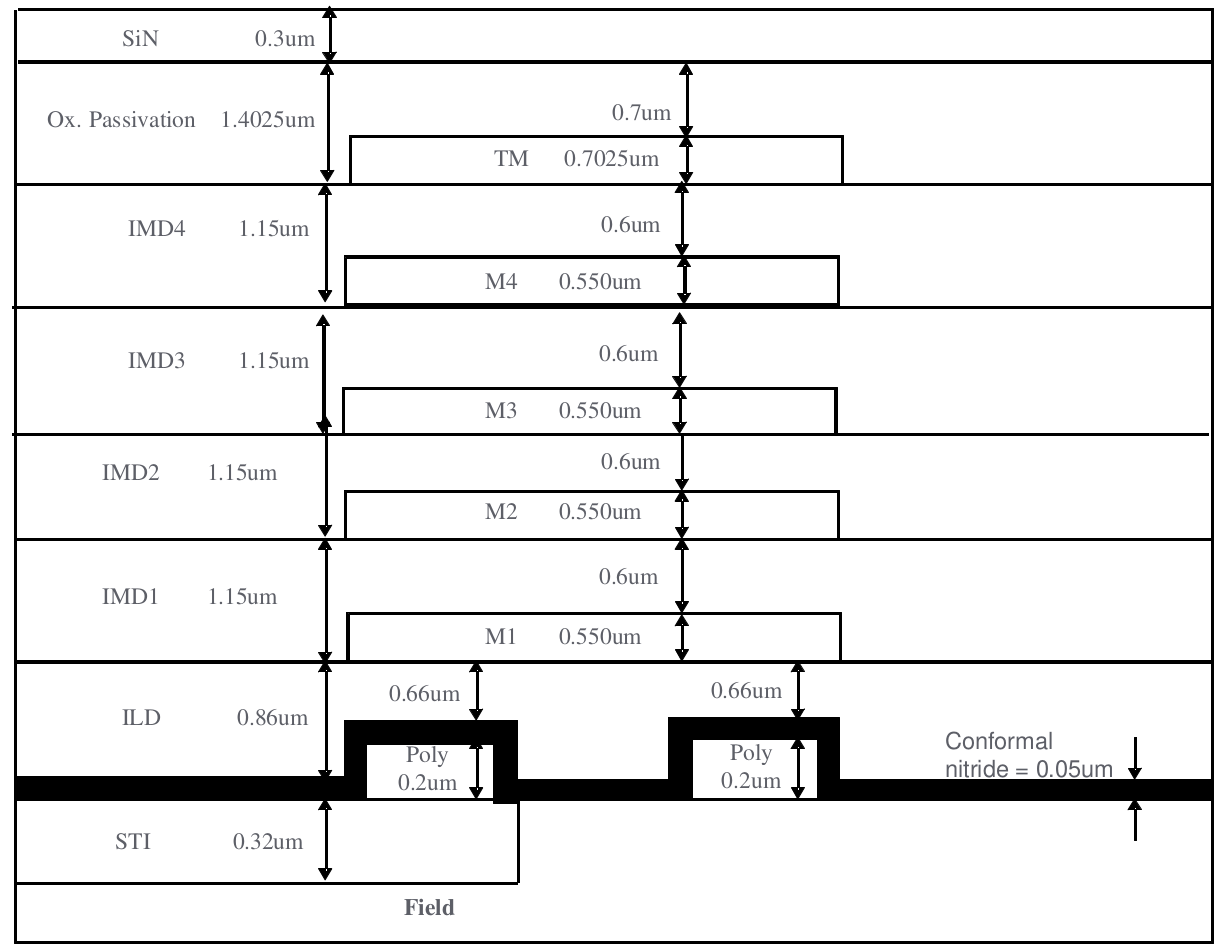 SiN 0.3um
Ox. Passivation 1.4025um
0.7um
TM 0.7025um
IMD4 1.15um
0.6um
M4 0.550um
IMD3 1.15um
0.6um
M3 0.550um
IMD2 1.15um
0.6um
M2 0.550um
IMD1 1.15um
0.6um
M1 0.550um
ILD 0.86um
0.66um
0.66um
Poly
0.2um
Poly
0.2um
Conformal
nitride = 0.05um
STI 0.32um
Field